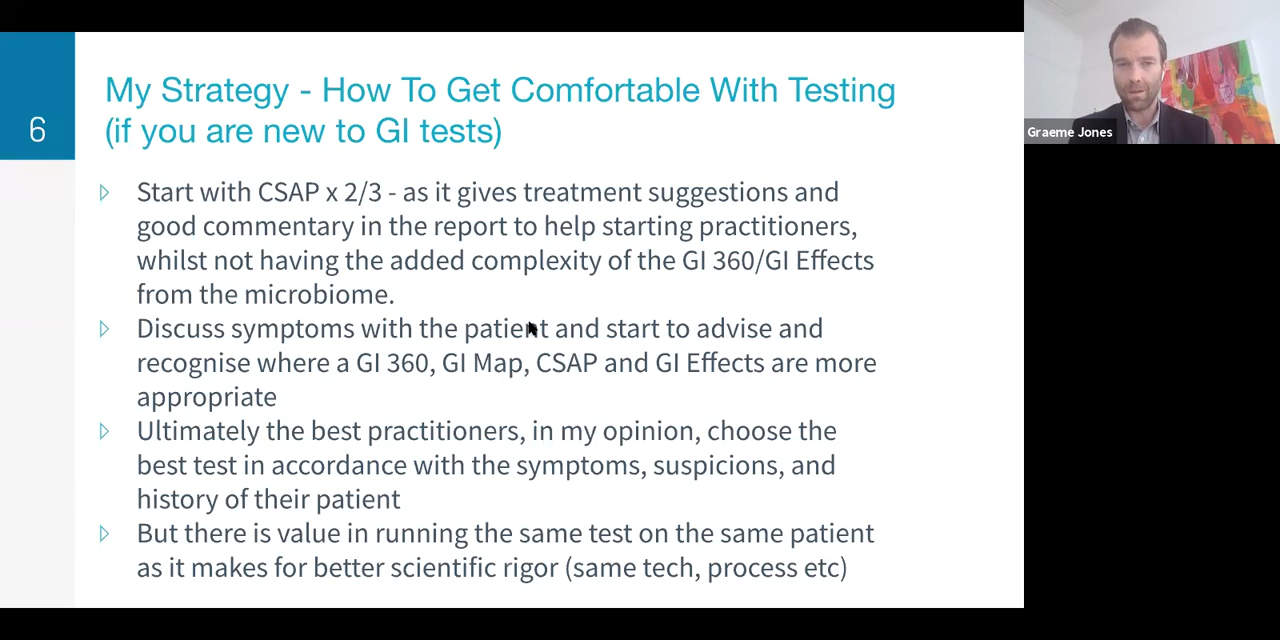 6
My Strategy - How To Get Comfortable With Testing
(if you are new to GI tests)
Start with CSAP x 2/3 - as it gives treatment suggestions and
good commentary in the report to help starting practitioners,
whilst not having the added complexity of the GI 360/GI Effects
from the microbiome.
Discuss symptoms with the patient and start to advise and
recognise where a GI 360, GI Map, CSAP and GI Effects are more
appropriate
Ultimately the best practitioners, in my opinion, choose the
best test in accordance with the symptoms, suspicions, and
history of their patient
But there is value in running the same test on the same patient
as it makes for better scientific rigor (same tech, process etc)
Graeme Jones